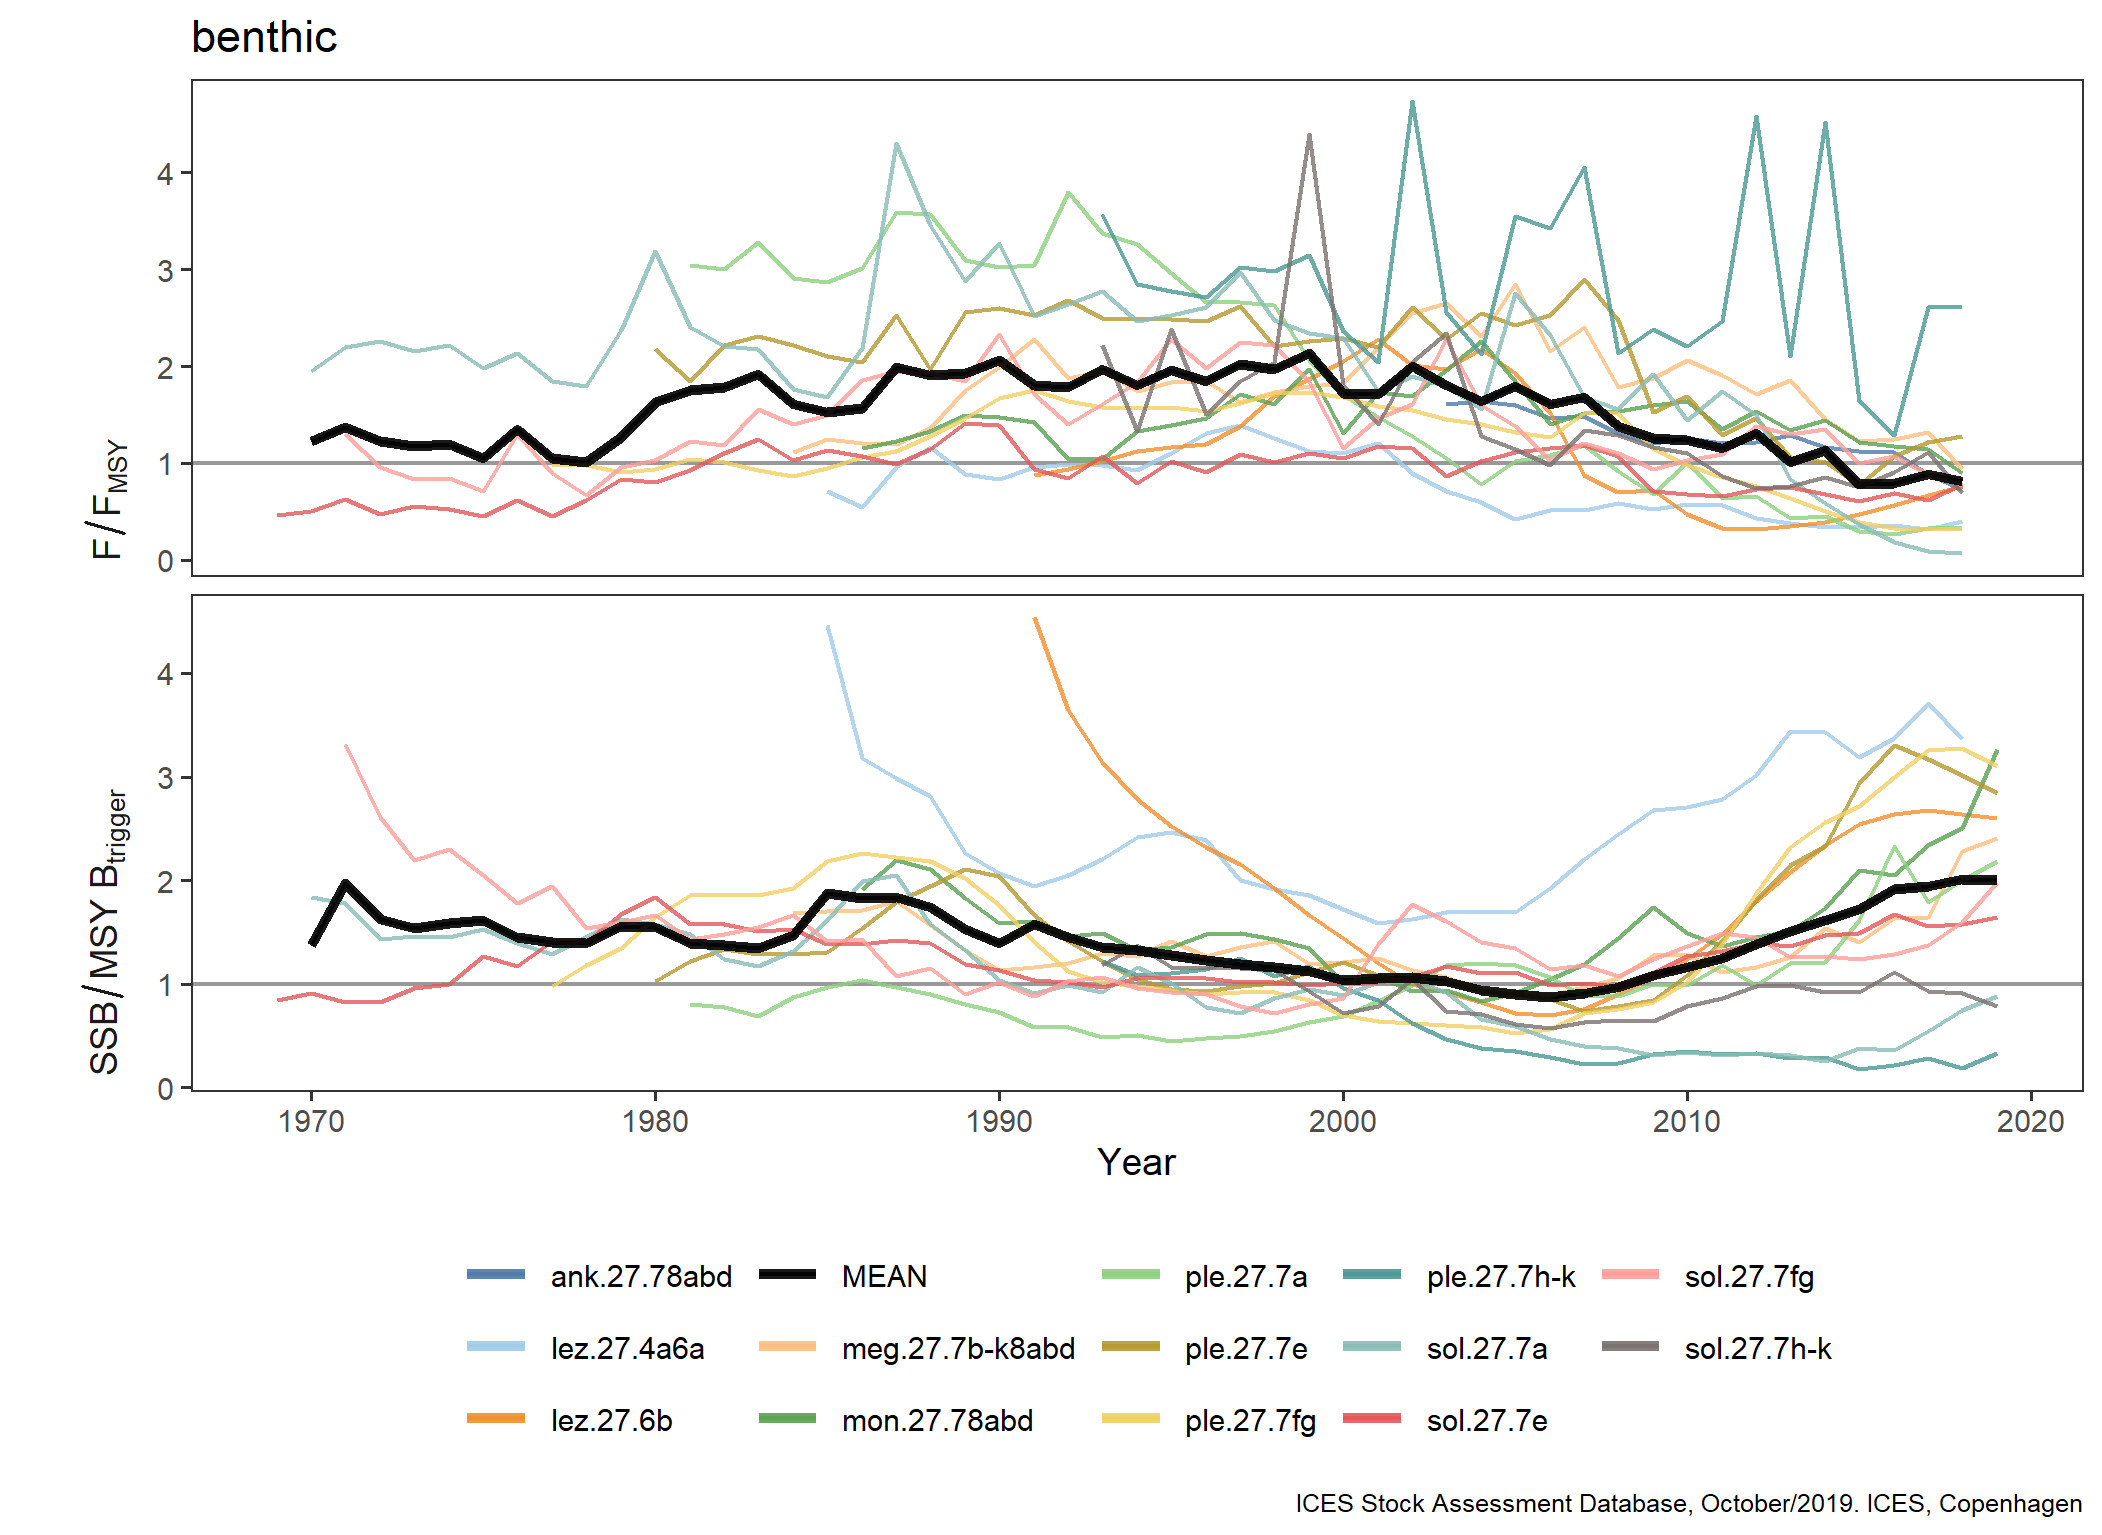 benthic
F / FMSY
4
3
2
1
0
SSB / MSY Btrigger
4
3
2
1
0
1970 1980 1990 2000 2010 2020
Year
ank.27.78abd MEAN ple.27.7a ple.27.7h-k sol.27.7fg
lez.27.4a6a meg.27.7b-k8abd ple.27.7e sol.27.7a sol.27.7h-k
lez.27.6b mon.27.78abd ple.27.7fg sol.27.7e
ICES Stock Assessment Database, October/2019. ICES, Copenhagen